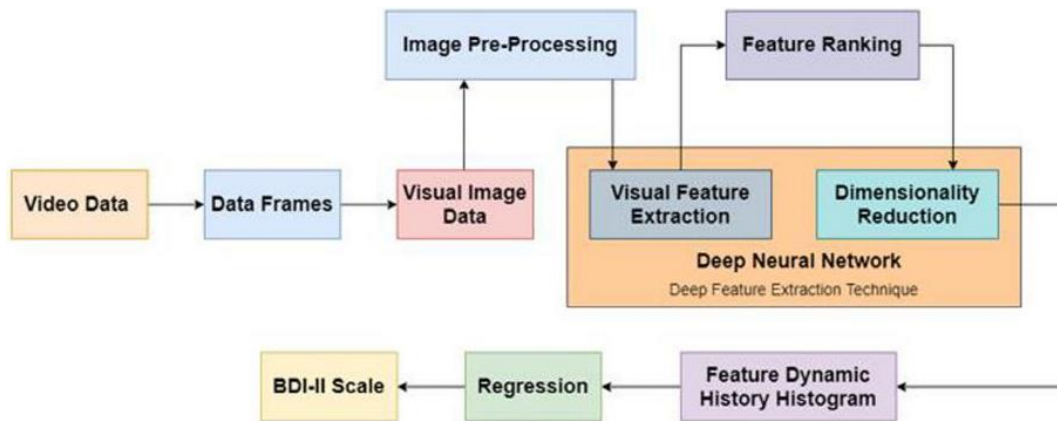 Image Pre-Processing
Feature Ranking
Video Data
Data Frames
Visual Image
Data
Visual Feature
Extraction
Dimensionality
Reduction
Deep Neural Network
Deep Feature Extraction Technique
BDI-II Scale
Regression
Feature Dynamic
History Histogram